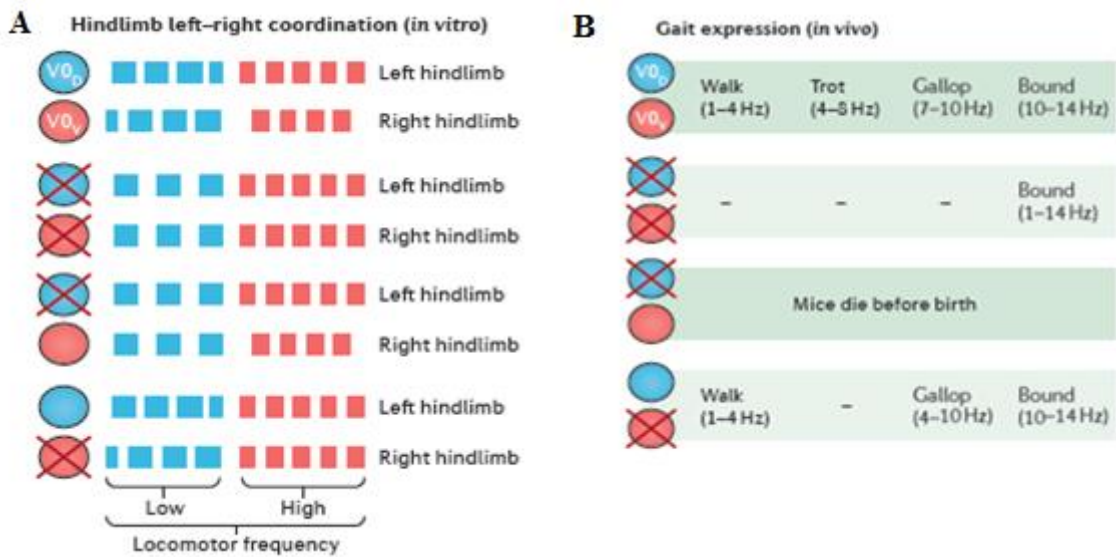 A
Hindlimb left–right coordination (in vitro)
V0D
Left hindlimb
V0V
Right hindlimb
Left hindlimb
Right hindlimb
Left hindlimb
Right hindlimb
Left hindlimb
Right hindlimb
Low
High
Locomotor frequency
B
Gait expression (in vivo)
V0D
V0V
Walk
(1–4 Hz)
Trot
(4–8 Hz)
Gallop
(7–10 Hz)
Bound
(10–14 Hz)
–
–
–
Bound
(1–14 Hz)
Mice die before birth
Walk
(1–4 Hz)
–
Gallop
(4–10 Hz)
Bound
(10–14 Hz)